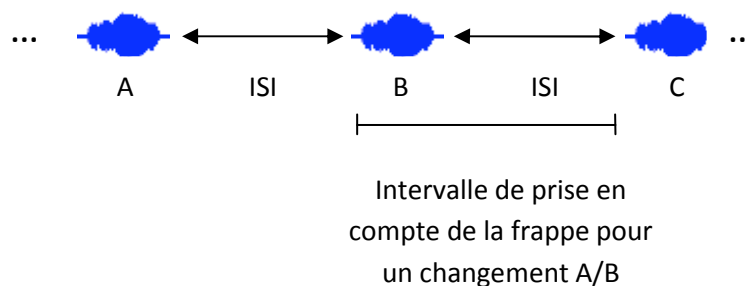 ... ..
A ISI B ISI C
Intervalle de prise en
compte de la frappe pour
un changement A/B